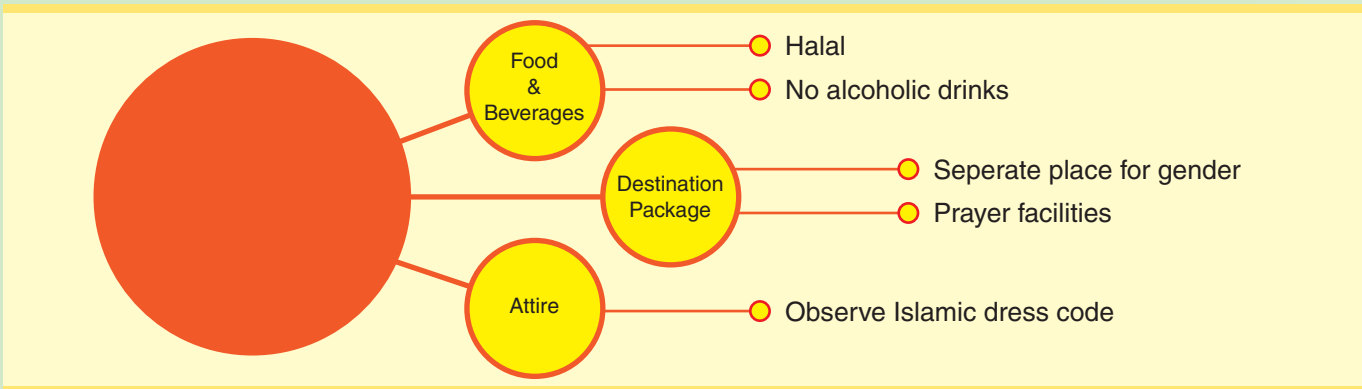 Food
&
Beverages
Halal
No alcoholic drinks
Destination
Package
Seperate place for gender
Prayer facilities
Attire
Observe Islamic dress code